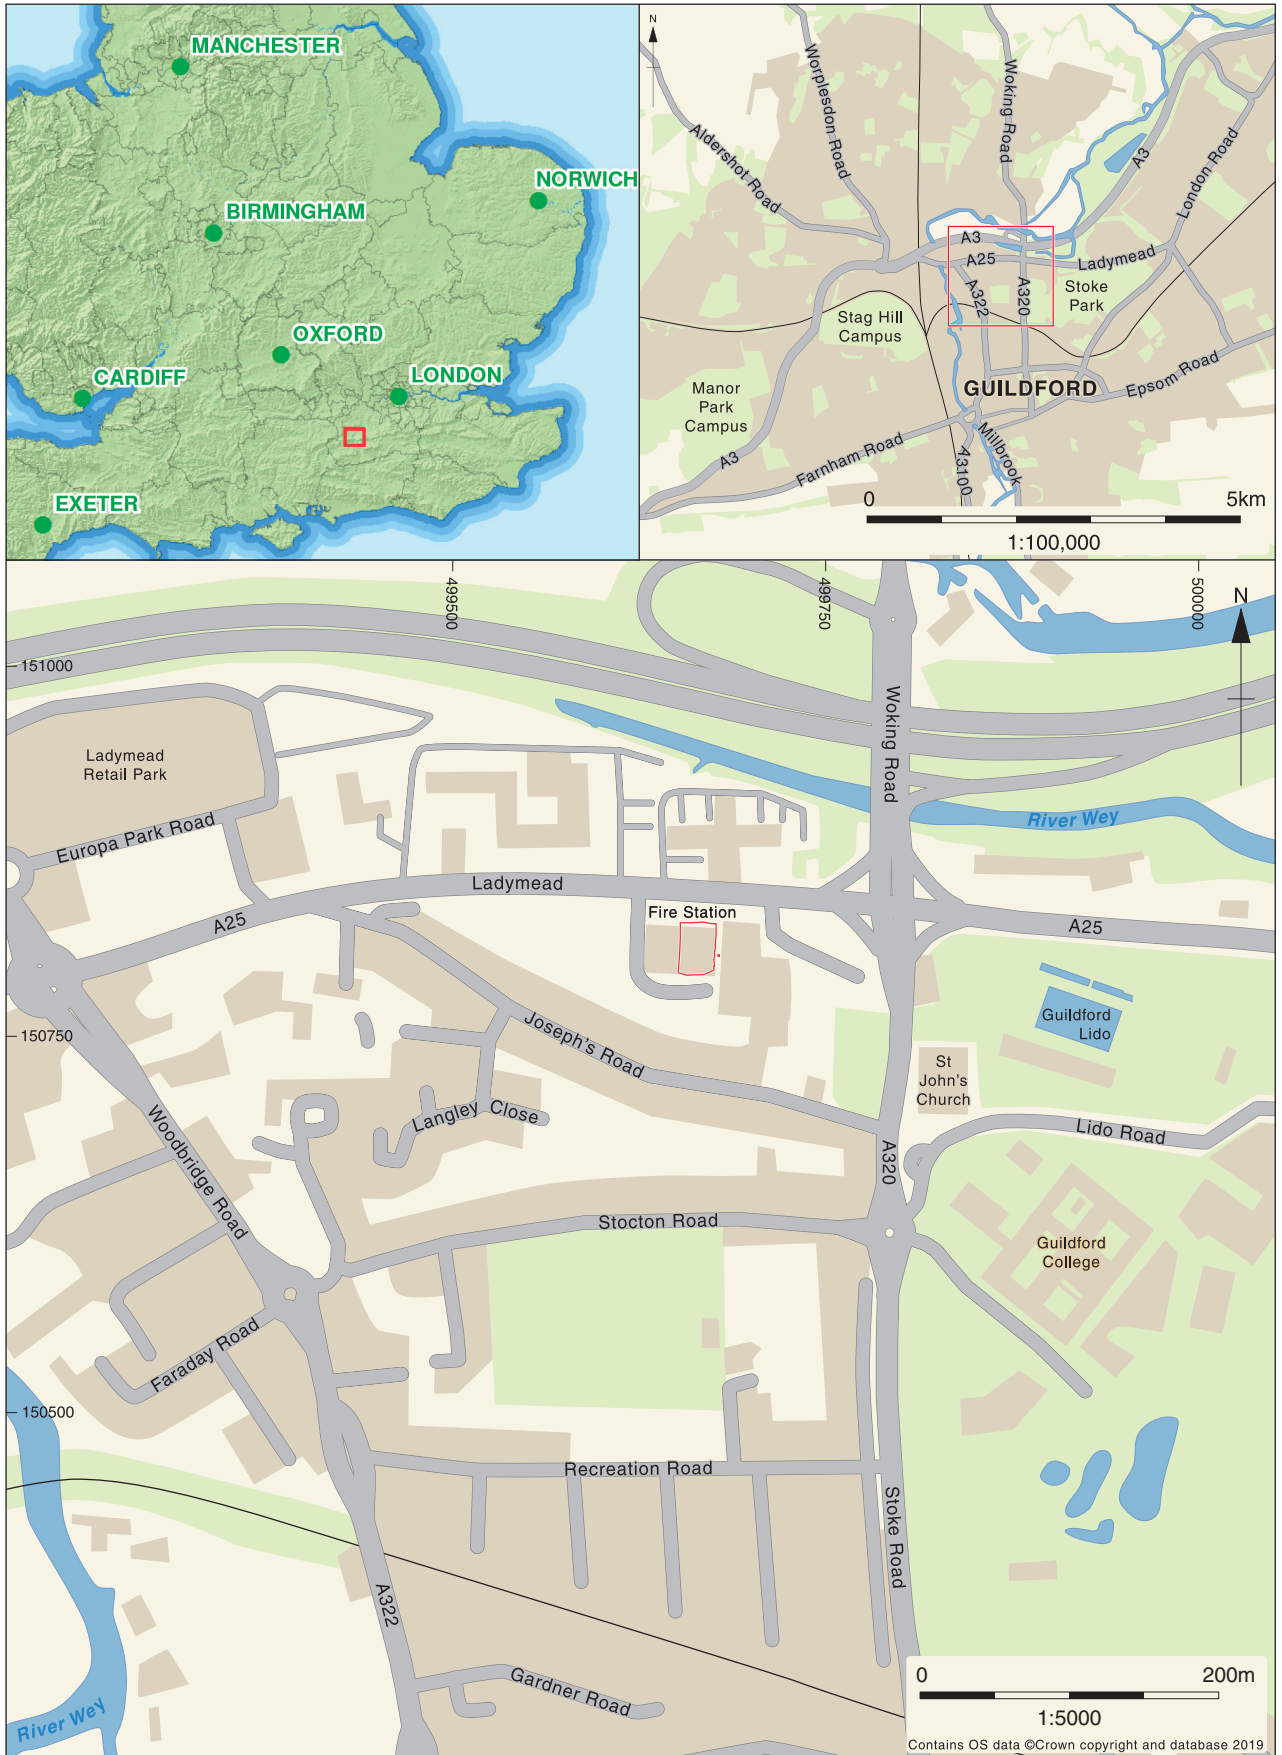 MANCHESTER
NORWICH
BIRMINGHAM
OXFORD
CARDIFF
LONDON
EXETER
N
Worplesdon Road
Woking Road
Aldershot Road
A3
London Road
A3
A25
Ladymead
A322
A320
Stoke
Park
Stag Hill
Campus
GUILDFORD
Epsom Road
Manor
Park
Campus
A3
Farnham Road
Millbrook
A3100
0 5km
1:100,000
499500
499750
500000
N
151000
Woking Road
Ladymead
Retail Park
River Wey
Europa Park Road
Ladymead
Fire Station
A25
A25
Guildford
Lido
150750
Joseph's Road
St
John's
Church
Langley Close
Lido Road
Woodbridge Road
A320
Stocton Road
Guildford
College
Faraday Road
150500
Recreation Road
Stoke Road
A322
Gardner Road
River Wey
0 200m
1:5000
Contains OS data ©Crown copyright and database 2019